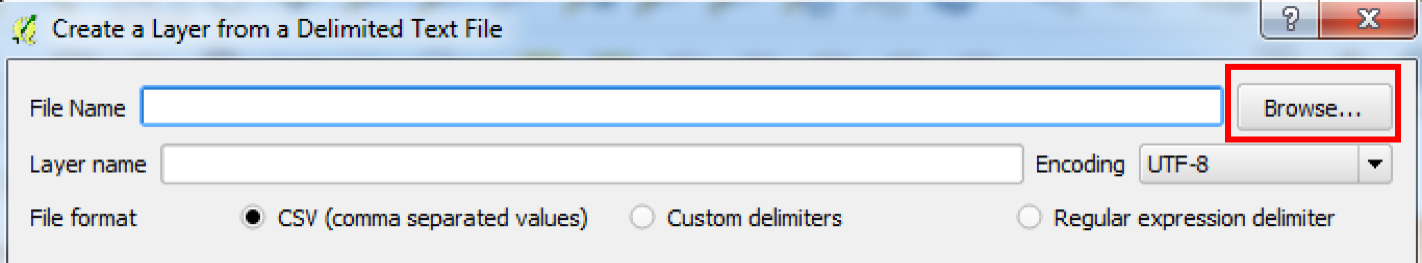 Create a Layer from a Delimited Text File ?  X
File Name Browse...
Layer name Encoding UTF-8
File format CSV (comma separated values) Custom delimiters Regular expression delimiter